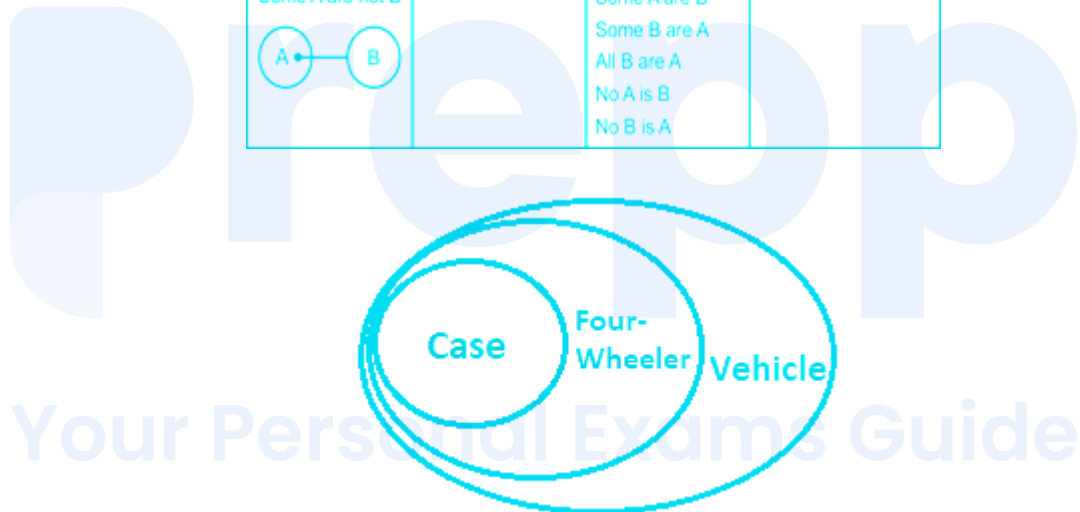 Some A are not B
A B
Some A are B
Some B are A
All B are A
No A is B
No B is A
prepp
Case
Four-
Wheeler
Vehicle
Your Personal Exams Guide